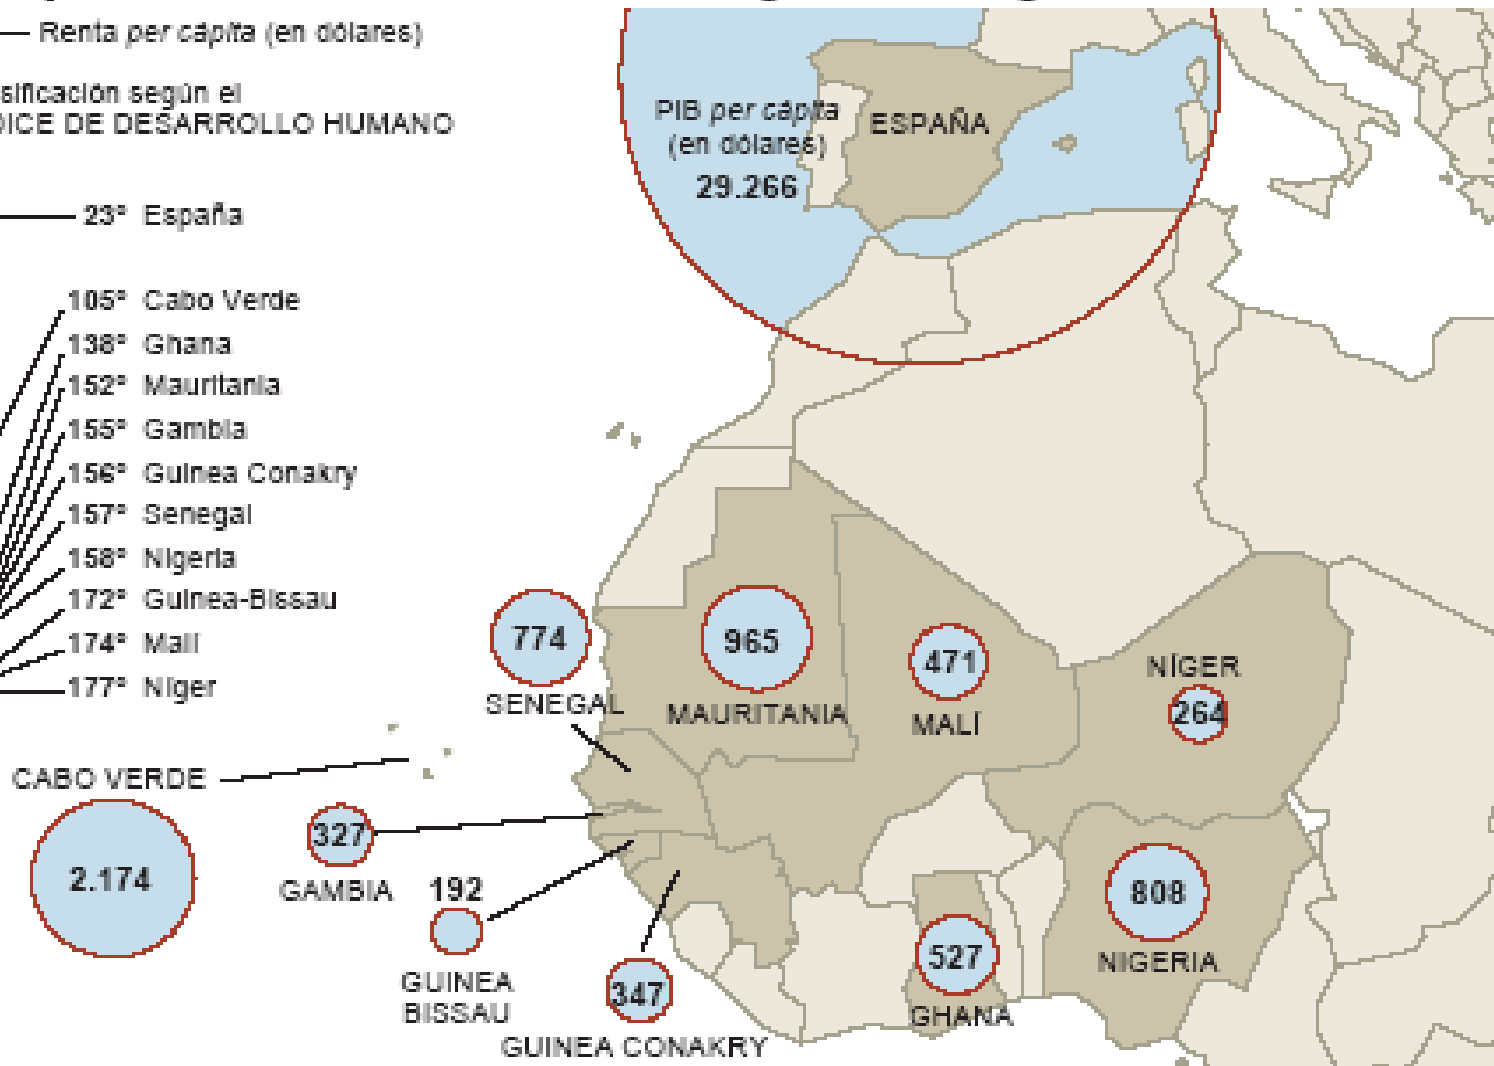 Renta per cápita (en dólares)
sificación según el
DICE DE DESARROLLO HUMANO
23º España
105º Cabo Verde
138º Ghana
152º Mauritania
155º Gambia
156º Guinea Conakry
157º Senegal
158º Nigeria
172º Guinea-Bissau
174º Malí
177º Níger
PIB per cápita
(en dólares)
29.266
ESPAÑA
774
SENEGAL
965
MAURITANIA
471
MALÍ
NÍGER
264
CABO VERDE
2.174
327
GAMBIA
192
GUINEA
BISSAU
347
GUINEA CONAKRY
527
GHANA
808
NIGERIA